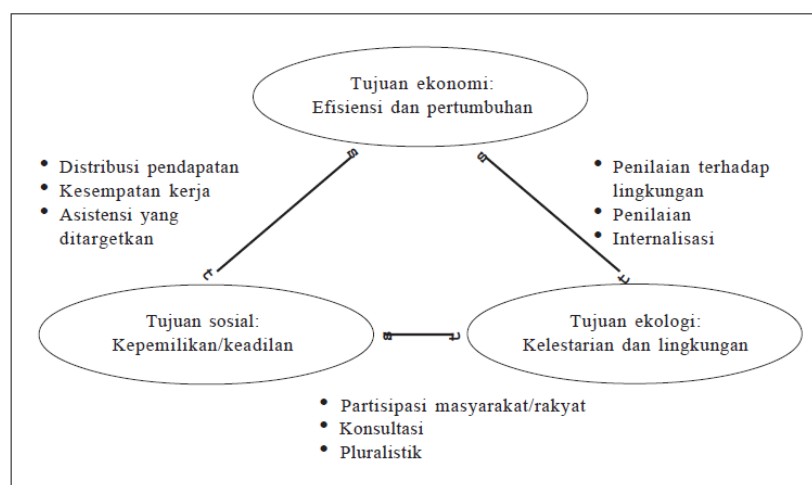 Tujuan ekonomi:
Efisiensi dan pertumbuhan
• Distribusi pendapatan
• Kesempatan kerja
• Asistensi yang
ditargetkan
• Penilaian terhadap
lingkungan
• Penilaian
• Internalisasi
Tujuan sosial:
Kepemilikan/keadilan
Tujuan ekologi:
Kelestarian dan lingkungan
• Partisipasi masyarakat/rakyat
• Konsultasi
• Pluralistik